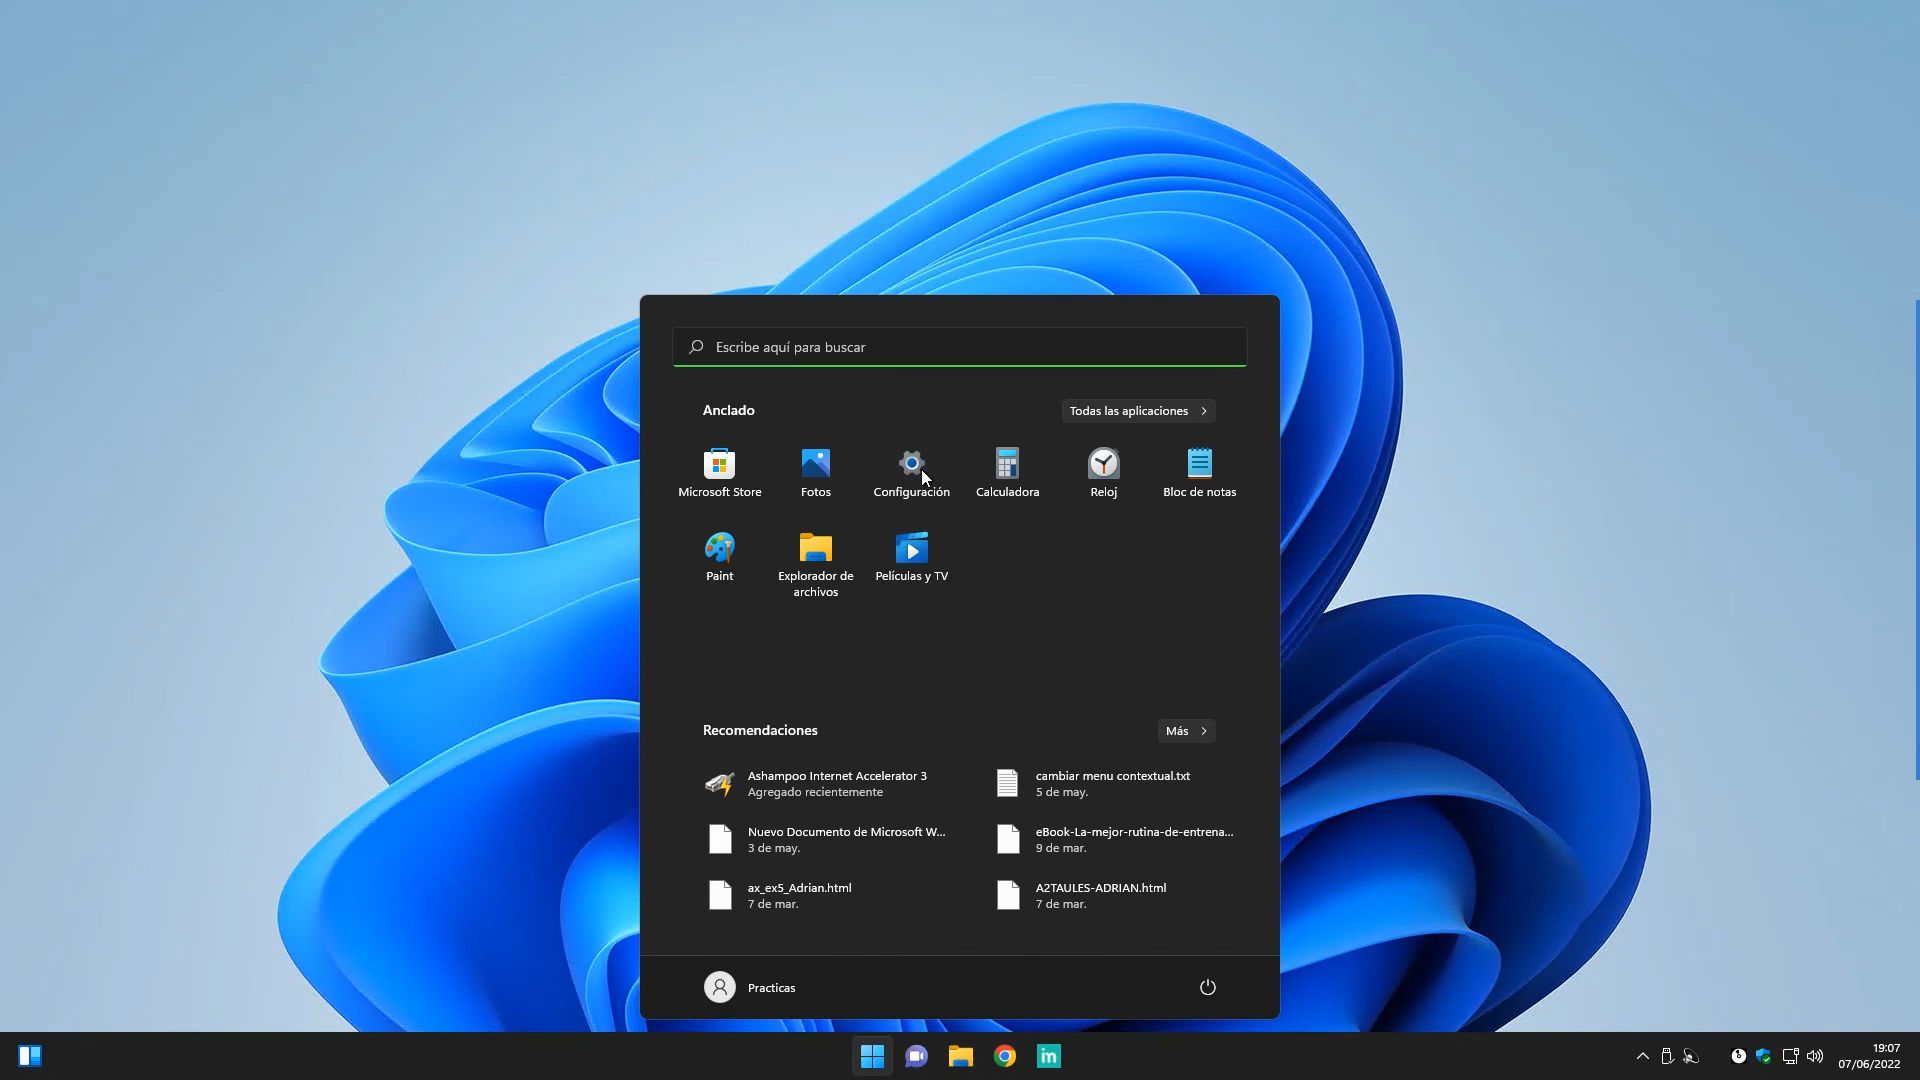 Escribe aquí para buscar
Anclado
Todas las aplicaciones
Microsoft Store
Fotos
Configuración
Calculadora
Reloj
Bloc de notas
Paint
Explorador de
archivos
Películas y TV
Recomendaciones
Más
Ashampoo Internet Accelerator 3
Agregado recientemente
cambiar menu contextual.txt
5 de may.
Nuevo Documento de Microsoft W...
3 de may.
eBook-La-mejor-rutina-de-entrena...
9 de mar.
ax_ex5_Adrian.html
7 de mar.
A2TAULES-ADRIAN.html
7 de mar.
Practicas
in
19:07
07/06/2022